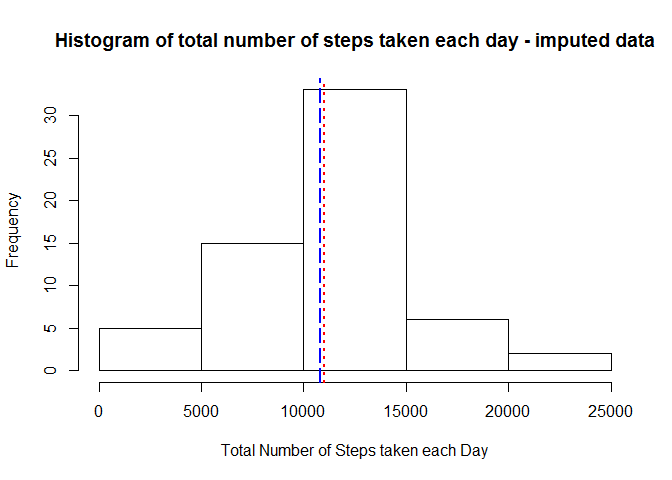 Histogram of total number of steps taken each day - imputed data
Frequency
30
25
20
15
10
5
0
0 5000 10000 15000 20000 25000
Total Number of Steps taken each Day